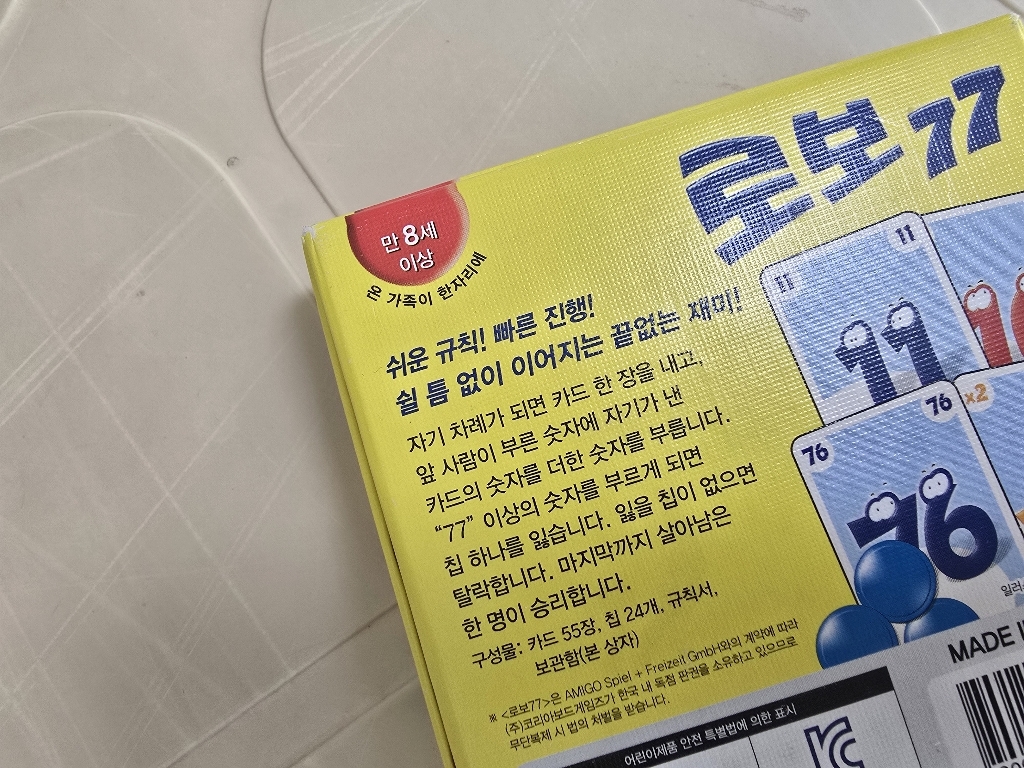 로보 77
만 8세
이상
온 가족이 한자리에
쉬운 규칙! 빠른 진행!
쉴 틈 없이 이어지는 끝없는 재미!
자기 차례가 되면 카드 한 장을 내고,
앞 사람이 부른 숫자에 자기가 낸
카드의 숫자를 더한 숫자를 부릅니다.
“77” 이상의 숫자를 부르게 되면
칩 하나를 잃습니다. 잃을 칩이 없으면
탈락합니다. 마지막까지 살아남은
한 명이 승리합니다.
구성물: 카드 55장, 칩 24개, 규칙서,
보관함(본 상자)
※ <로보77>은 AMIGO Spiel + Freizeit GmbH와의 계약에 따라
(주)코리아보드게임즈가 한국 내 독점 판권을 소유하고 있으므로
무단복제 시 법의 처벌을 받습니다.
11
11
11
76
×2
76
76
MADE
어린이제품 안전 특별법에 의한 표시